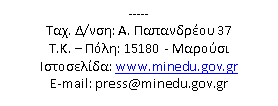 -----
Ταχ. Δ/νση: Α. Παπανδρέου 37
Τ.Κ. – Πόλη: 15180 - Μαρούσι
Ιστοσελίδα: www.minedu.gov.gr
E-mail: press@minedu.gov.gr